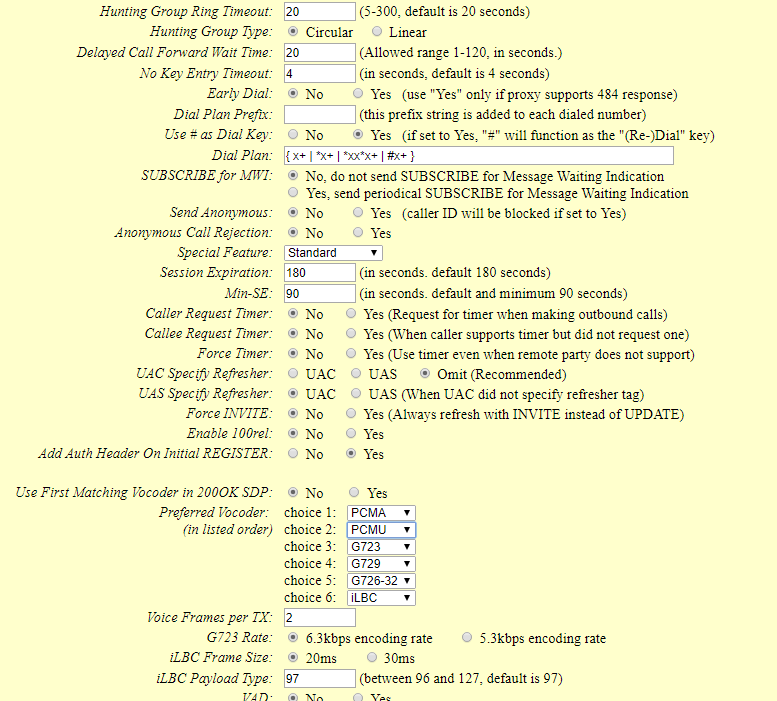 Hunting Group Ring Timeout: 20 (5-300, default is 20 seconds)
Hunting Group Type: Circular Linear
Delayed Call Forward Wait Time: 20 (Allowed range 1-120, in seconds.)
No Key Entry Timeout: 4 (in seconds, default is 4 seconds)
Early Dial: No Yes (use "Yes" only if proxy supports 484 response)
Dial Plan Prefix: (this prefix string is added to each dialed number)
Use # as Dial Key: No Yes (if set to Yes, "#" will function as the "(Re-)Dial" key)
Dial Plan: { x+ | *x+ | *xx*x+ | #x+ }
SUBSCRIBE for MWI: No, do not send SUBSCRIBE for Message Waiting Indication
Yes, send periodical SUBSCRIBE for Message Waiting Indication
Send Anonymous: No Yes (caller ID will be blocked if set to Yes)
Anonymous Call Rejection: No Yes
Special Feature: Standard
Session Expiration: 180 (in seconds. default 180 seconds)
Min-SE: 90 (in seconds. default and minimum 90 seconds)
Caller Request Timer: No Yes (Request for timer when making outbound calls)
Callee Request Timer: No Yes (When caller supports timer but did not request one)
Force Timer: No Yes (Use timer even when remote party does not support)
UAC Specify Refresher: UAC UAS Omit (Recommended)
UAS Specify Refresher: UAC UAS (When UAC did not specify refresher tag)
Force INVITE: No Yes (Always refresh with INVITE instead of UPDATE)
Enable 100rel: No Yes
Add Auth Header On Initial REGISTER: No Yes
Use First Matching Vocoder in 200OK SDP: No Yes
Preferred Vocoder: choice 1: PCMA
(in listed order) choice 2: PCMU
choice 3: G723
choice 4: G729
choice 5: G726-32
choice 6: iLBC
Voice Frames per TX: 2
G723 Rate: 6.3kbps encoding rate 5.3kbps encoding rate
iLBC Frame Size: 20ms 30ms
iLBC Payload Type: 97 (between 96 and 127, default is 97)
VAD: No Yes